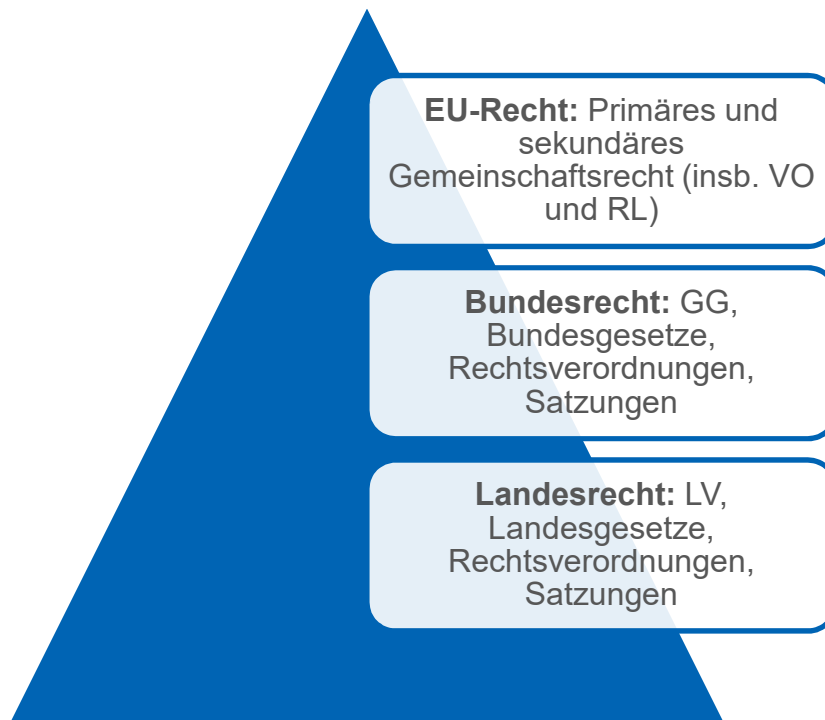 EU-Recht: Primäres und
sekundäres
Gemeinschaftsrecht (insb. VO
und RL)
Bundesrecht: GG,
Bundesgesetze,
Rechtsverordnungen,
Satzungen
Landesrecht: LV,
Landesgesetze,
Rechtsverordnungen,
Satzungen